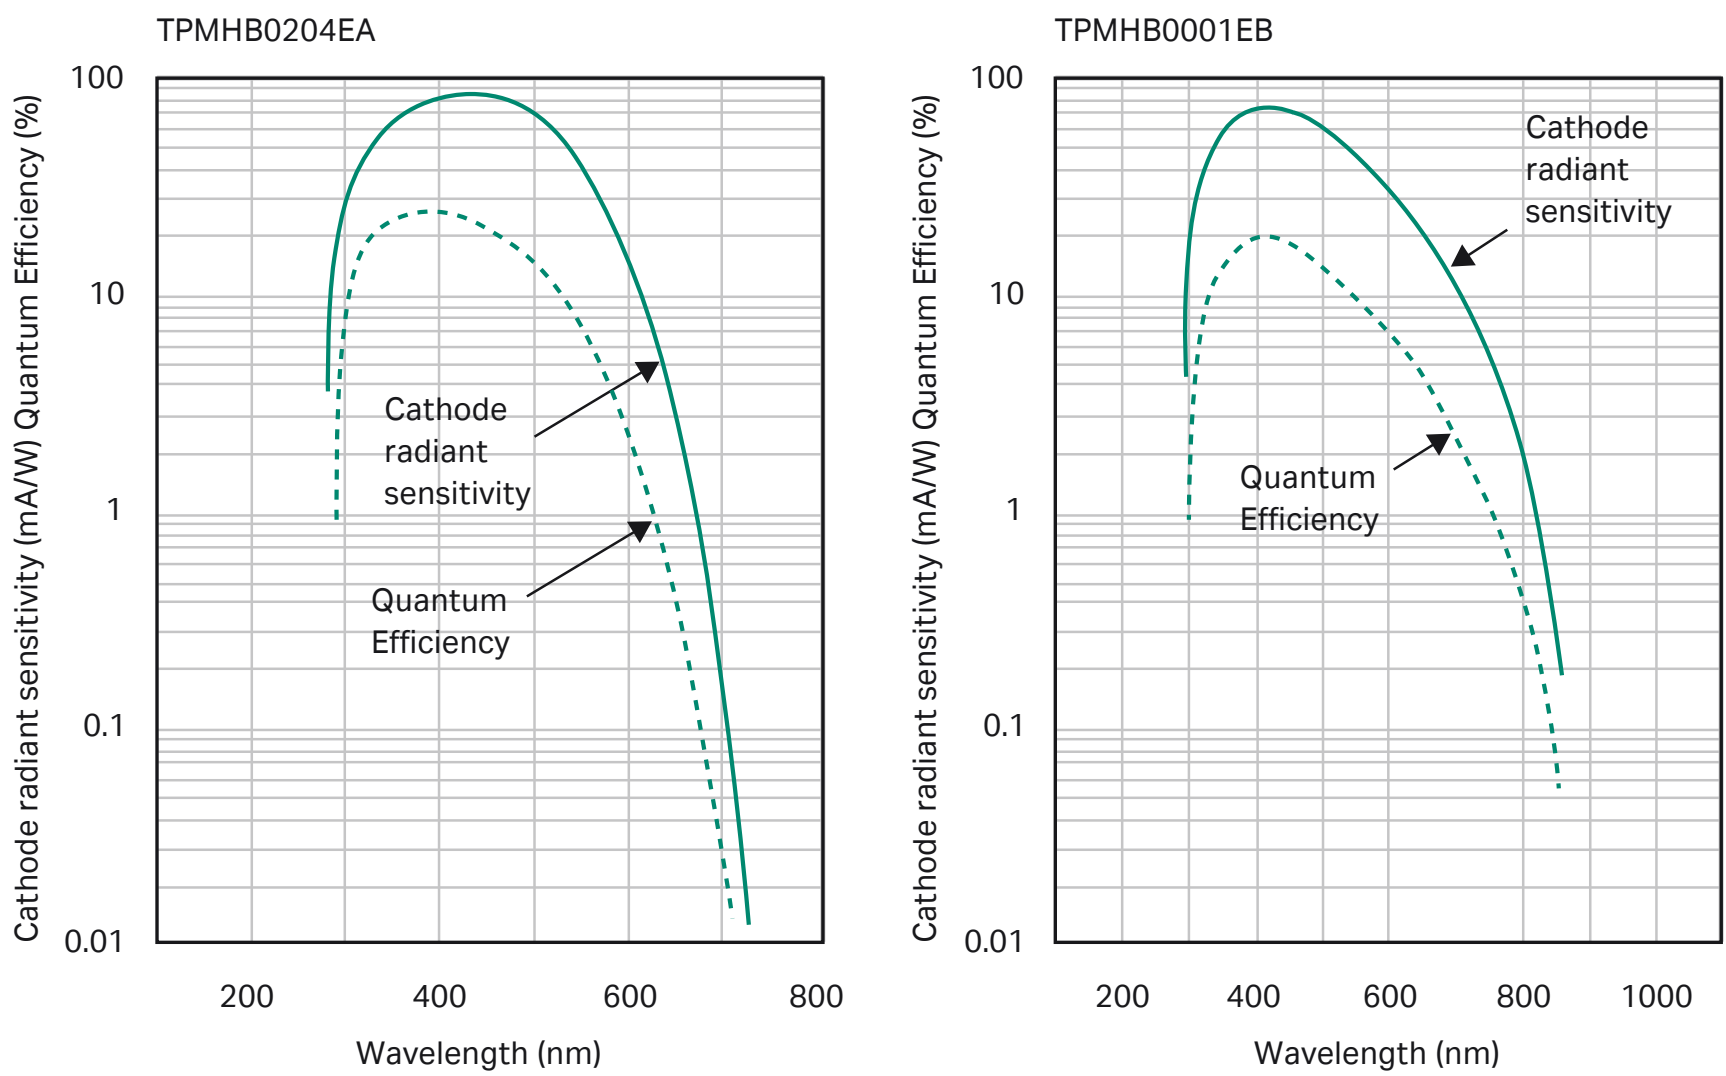 TPMHB0204EA
Cathode radiant sensitivity (mA/W) Quantum Efficiency (%)
100
10
1
0.1
0.01
Cathode
radiant
sensitivity
Quantum
Efficiency
200 400 600 800
Wavelength (nm)
TPMHB0001EB
Cathode radiant sensitivity (mA/W) Quantum Efficiency (%)
100
10
1
0.1
0.01
Cathode
radiant
sensitivity
Quantum
Efficiency
200 400 600 800 1000
Wavelength (nm)